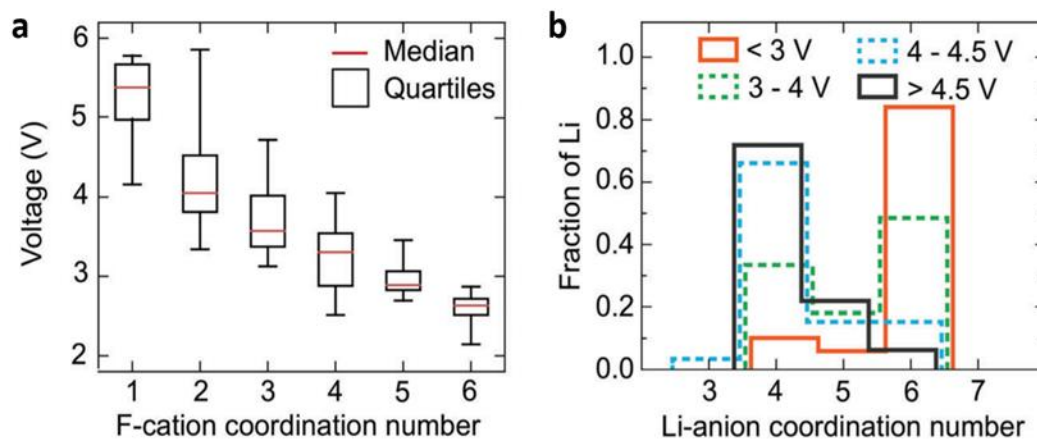 a
6
5
4
3
2
Voltage (V)
Median
Quartiles
1 2 3 4 5 6
F-cation coordination number
b
1.0
0.8
0.6
0.4
0.2
0.0
Fraction of Li
< 3 V
4 - 4.5 V
3 - 4 V
> 4.5 V
3 4 5 6 7
Li-anion coordination number